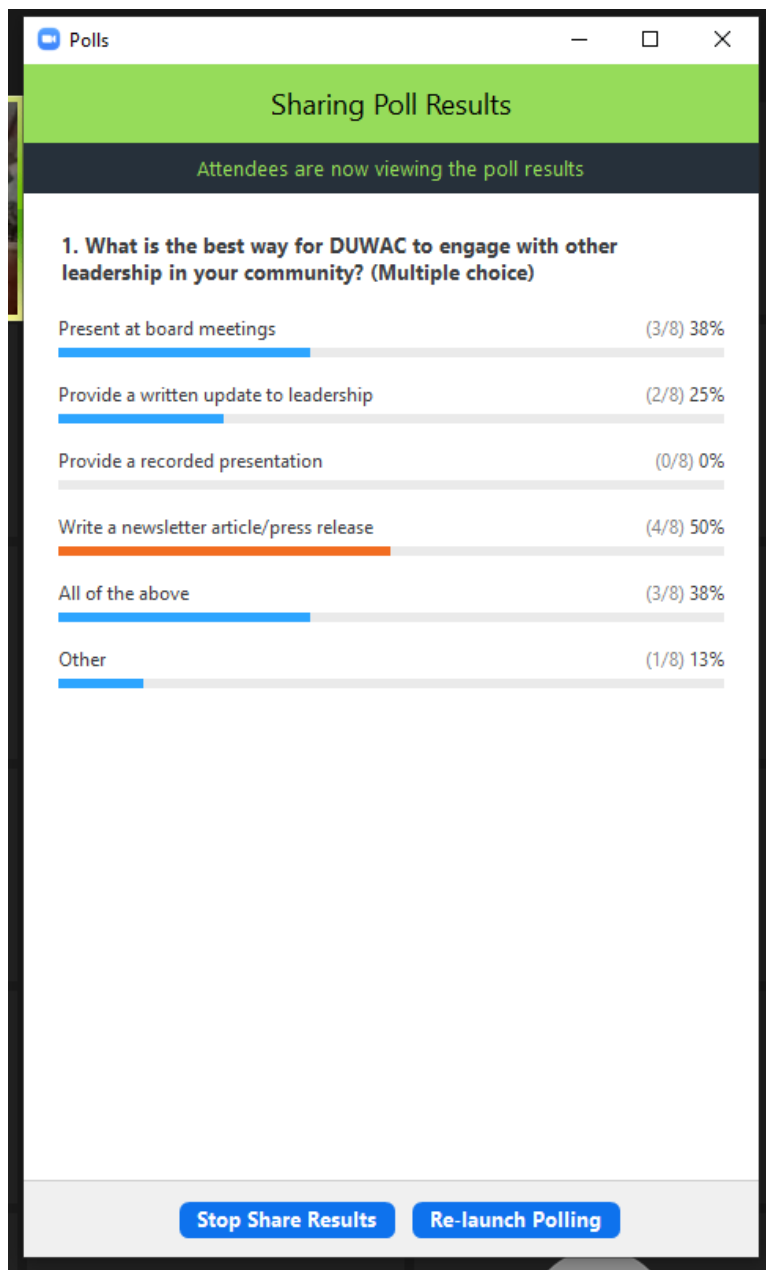 Polls
Sharing Poll Results
Attendees are now viewing the poll results
1. What is the best way for DUWAC to engage with other
leadership in your community? (Multiple choice)
Present at board meetings (3/8) 38%
Provide a written update to leadership (2/8) 25%
Provide a recorded presentation (0/8) 0%
Write a newsletter article/press release (4/8) 50%
All of the above (3/8) 38%
Other (1/8) 13%
Stop Share Results Re-launch Polling